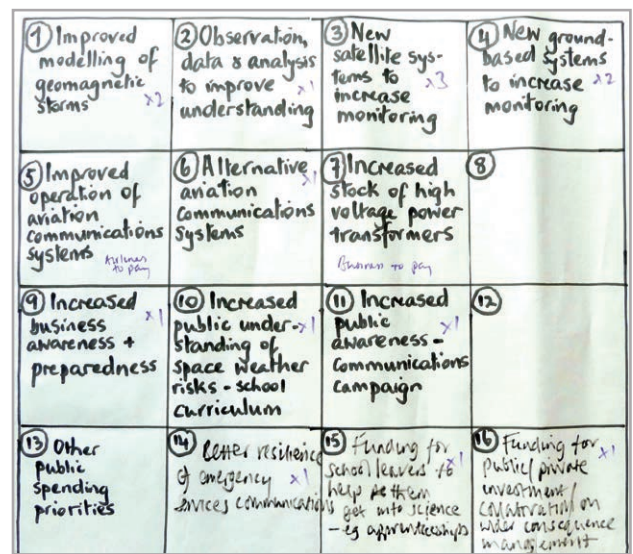 ① Improved
modelling of
geomagnetic
storms x2
② Observation,
data & analysis
to improve x1
understanding
③ New
satellite sys-
tems to x3
increase
monitoring
④ New ground-
based systems
to increase x2
monitoring
⑤ Improved
operation of
aviation
communications
systems
Airlines
to pay
⑥ Alternative x1
aviation
communications
systems
⑦ Increased
stock of high
voltage power
transformers
Business to pay
⑧
⑨ Increased
business x1
awareness +
preparedness
⑩ Increased
public under- x1
standing of
space weather
risks - school
curriculum
⑪ Increased
public x1
awareness -
communications
campaign
⑫
⑬ Other
public
spending
priorities
⑭ Better resilience
of emergency x1
services communications
⑮ Funding for
school leavers to x1
help them
get into science
- eg apprenticeships
⑯ Funding for
public/private x1
investment/
collaboration on
wider consequence
management